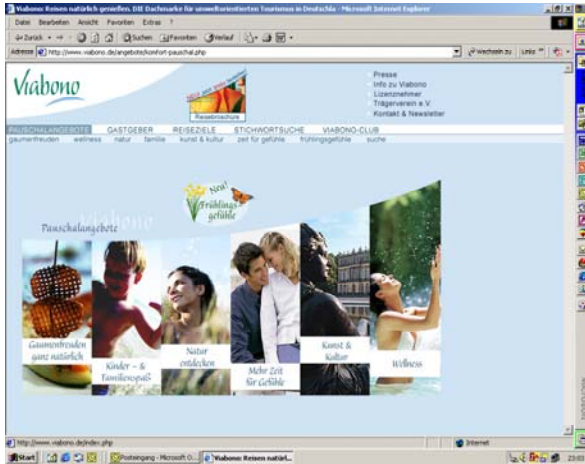 Viabono: Reisen natürlich genießen. DIE Dachmarke für umweltorientierten Tourismus in Deutschla - Microsoft Internet Explorer
Datei Bearbeiten Ansicht Favoriten Extras ?
Zurück Suchen Favoriten Verlauf
Adresse http://www.viabono.de/angebote/komfort-pauschal.php Wechseln zu Links
Viabono
Reisebroschüre
Presse
Info zu Viabono
Lizenznehmer
Trägerverein e.V.
Kontakt & Newsletter
PAUSCHALANGEBOTE GASTGEBER REISEZIELE STICHWORTSUCHE VIABONO-CLUB
gaumenfreuden wellness natur familie kunst & kultur zeit für gefühle frühlingsgefühle suche
Neu!
Frühlings-
gefühle
Viabono
Pauschalangebote
Gaumenfreuden
ganz natürlich
Kinder- &
Familienspaß
Natur
entdecken
Mehr Zeit
für Gefühle
Kunst &
Kultur
Wellness
http://www.viabono.de/index.php Internet
Start Posteingang - Microsoft O... Viabono: Reisen natürl... 23:03